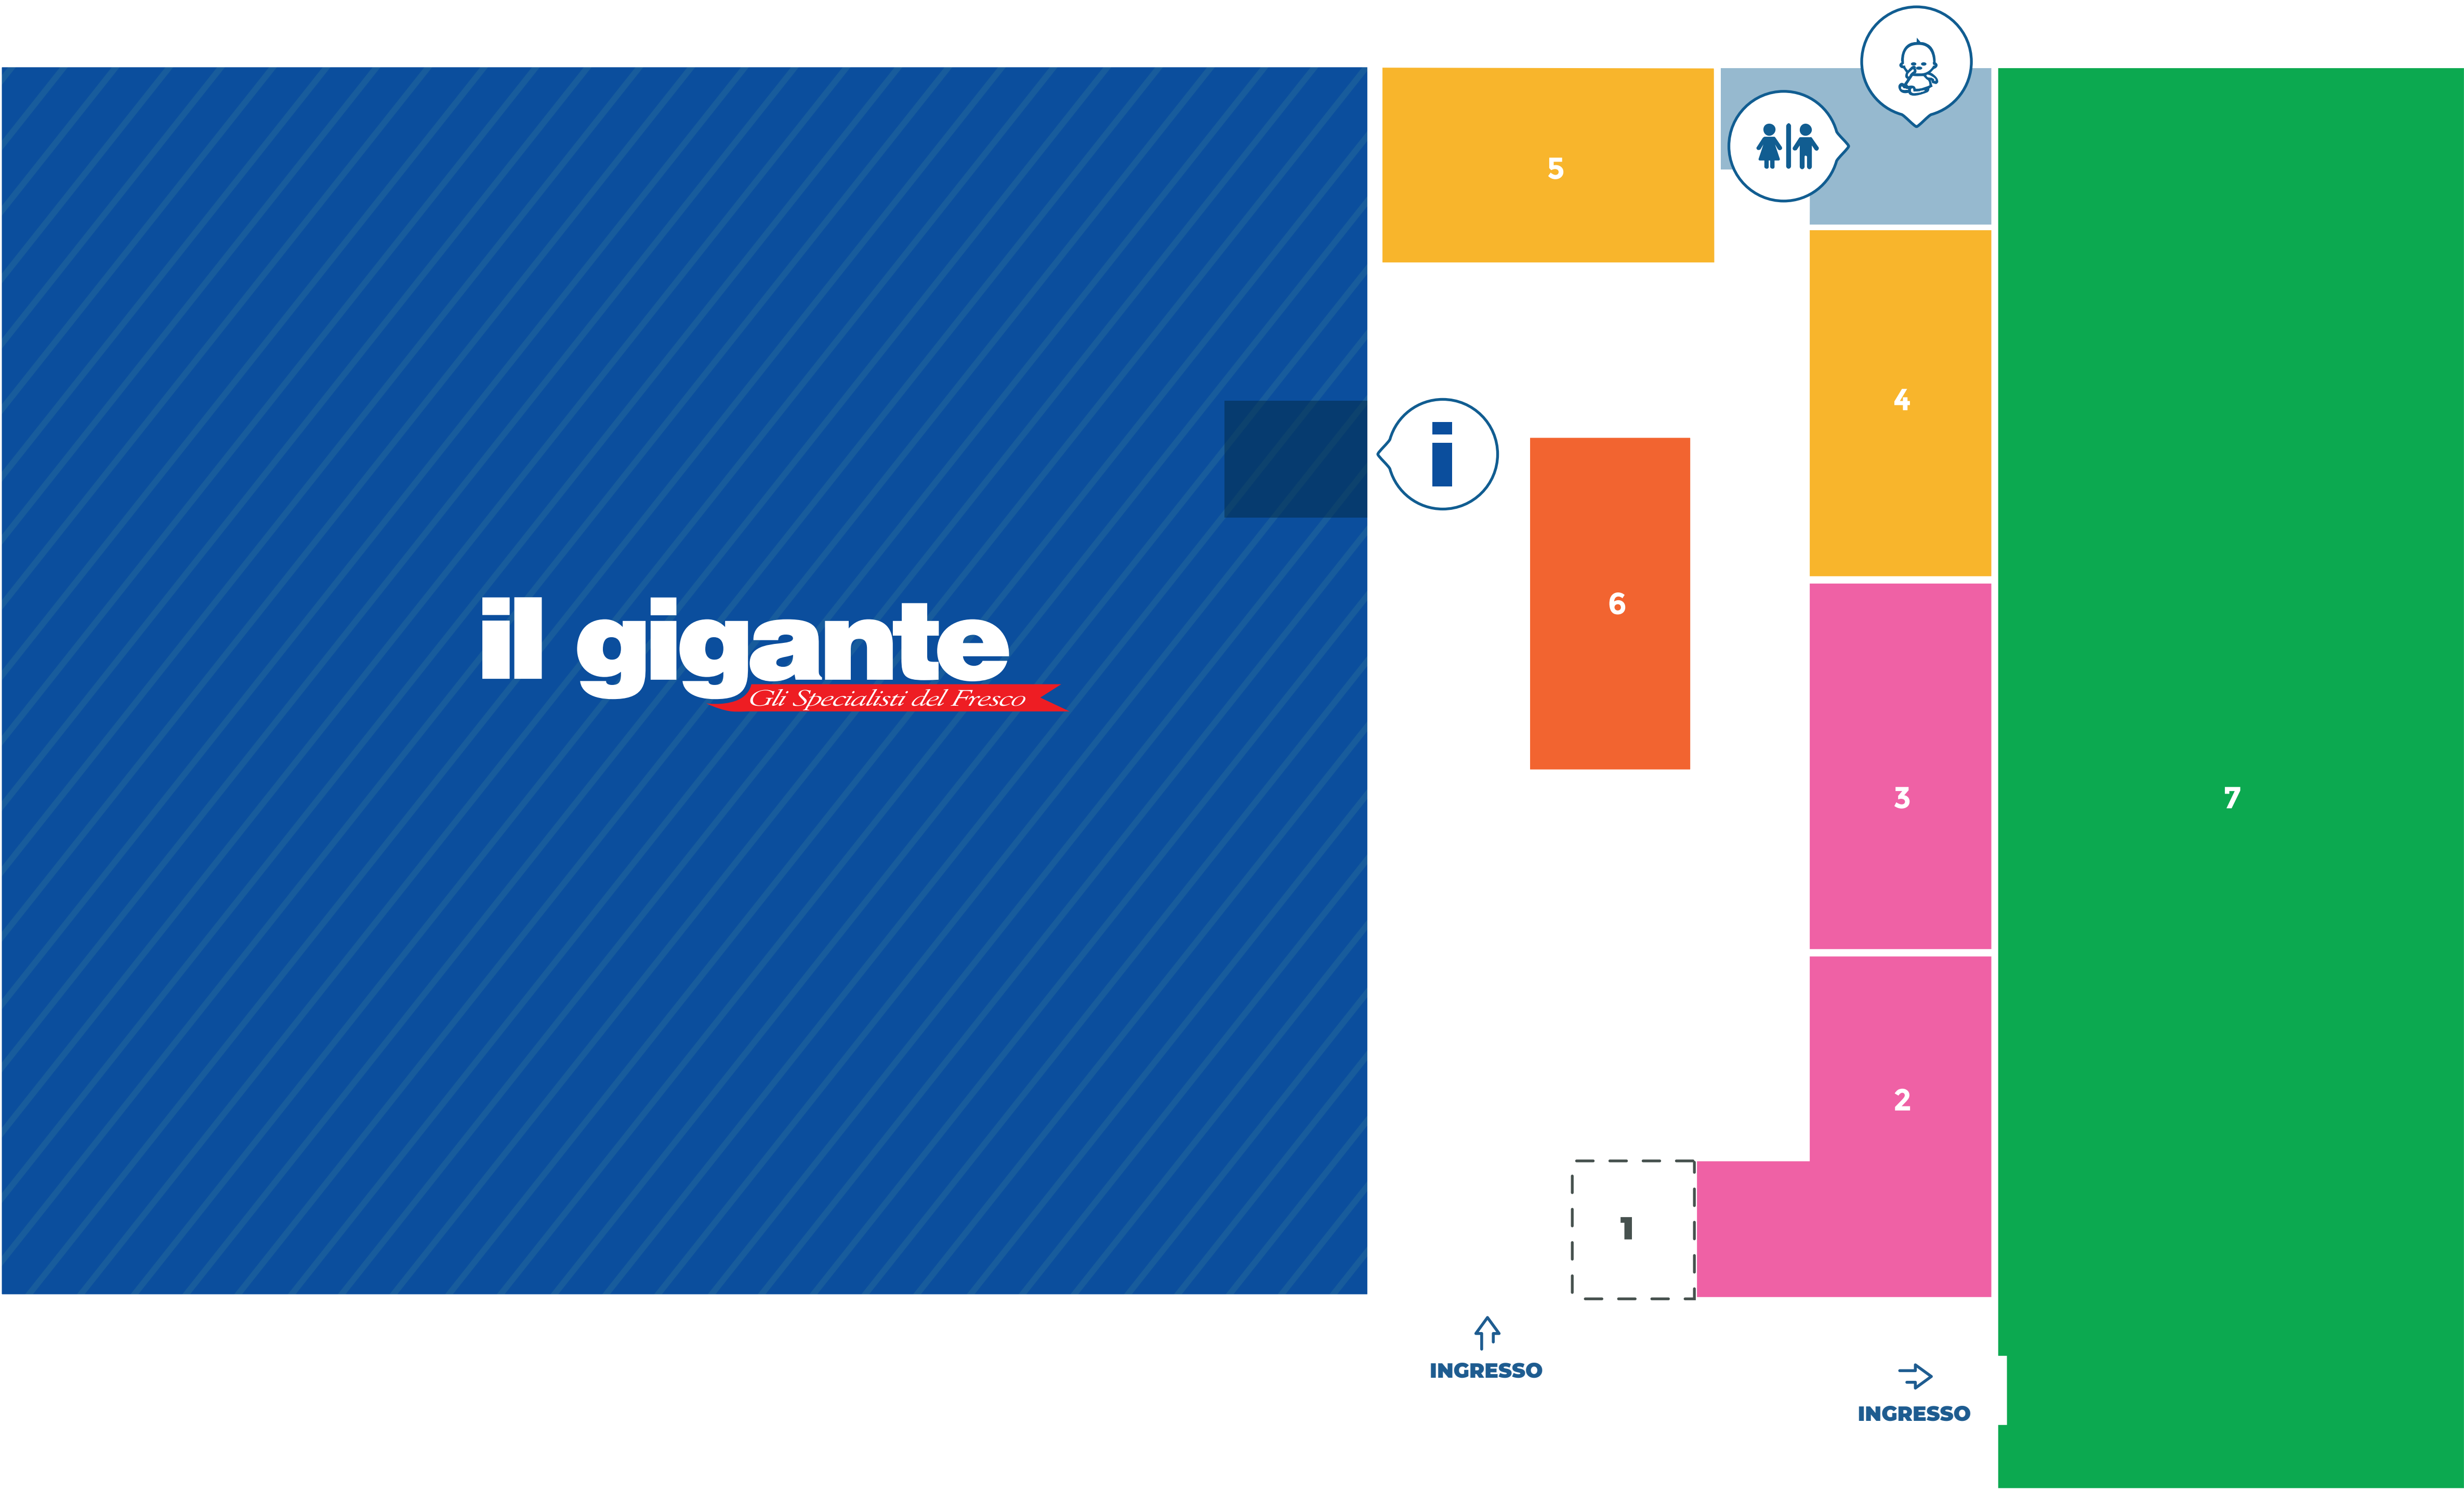 5
4
i
6
il gigante
Gli Specialisti del Fresco
3
7
2
1
INGRESSO
INGRESSO